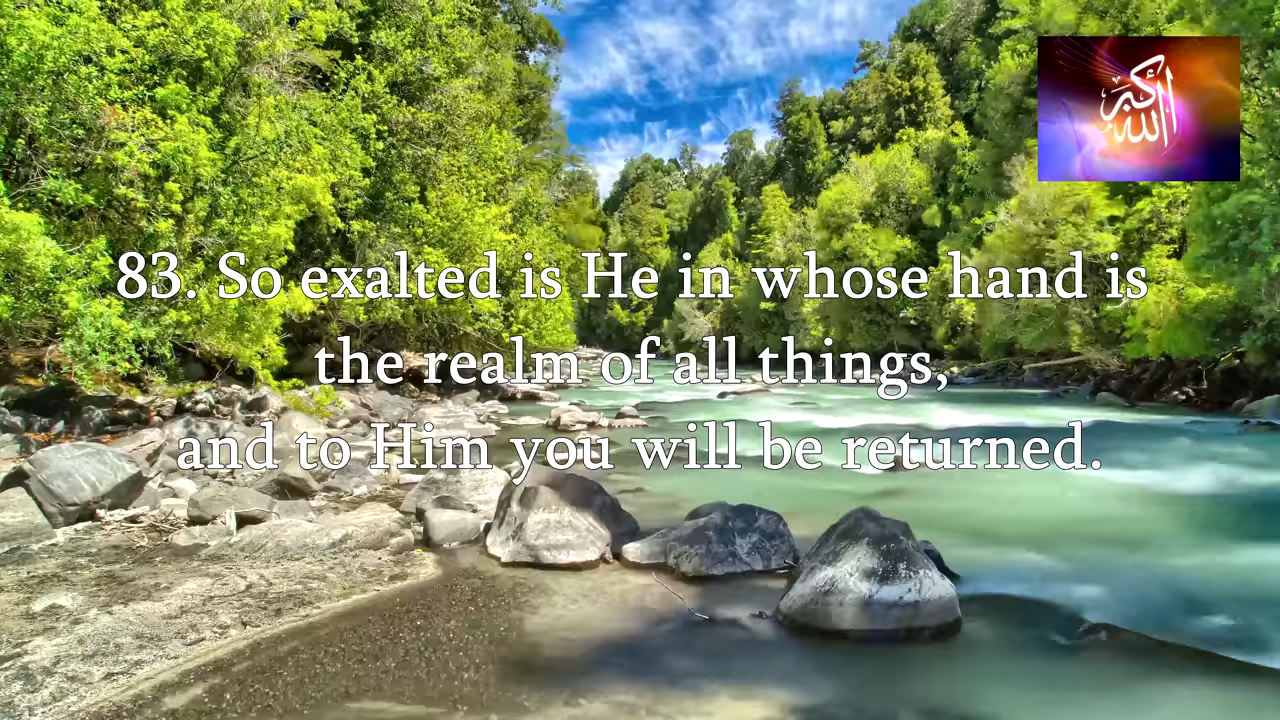 الله أكبر
83. So exalted is He in whose hand is
the realm of all things,
and to Him you will be returned.